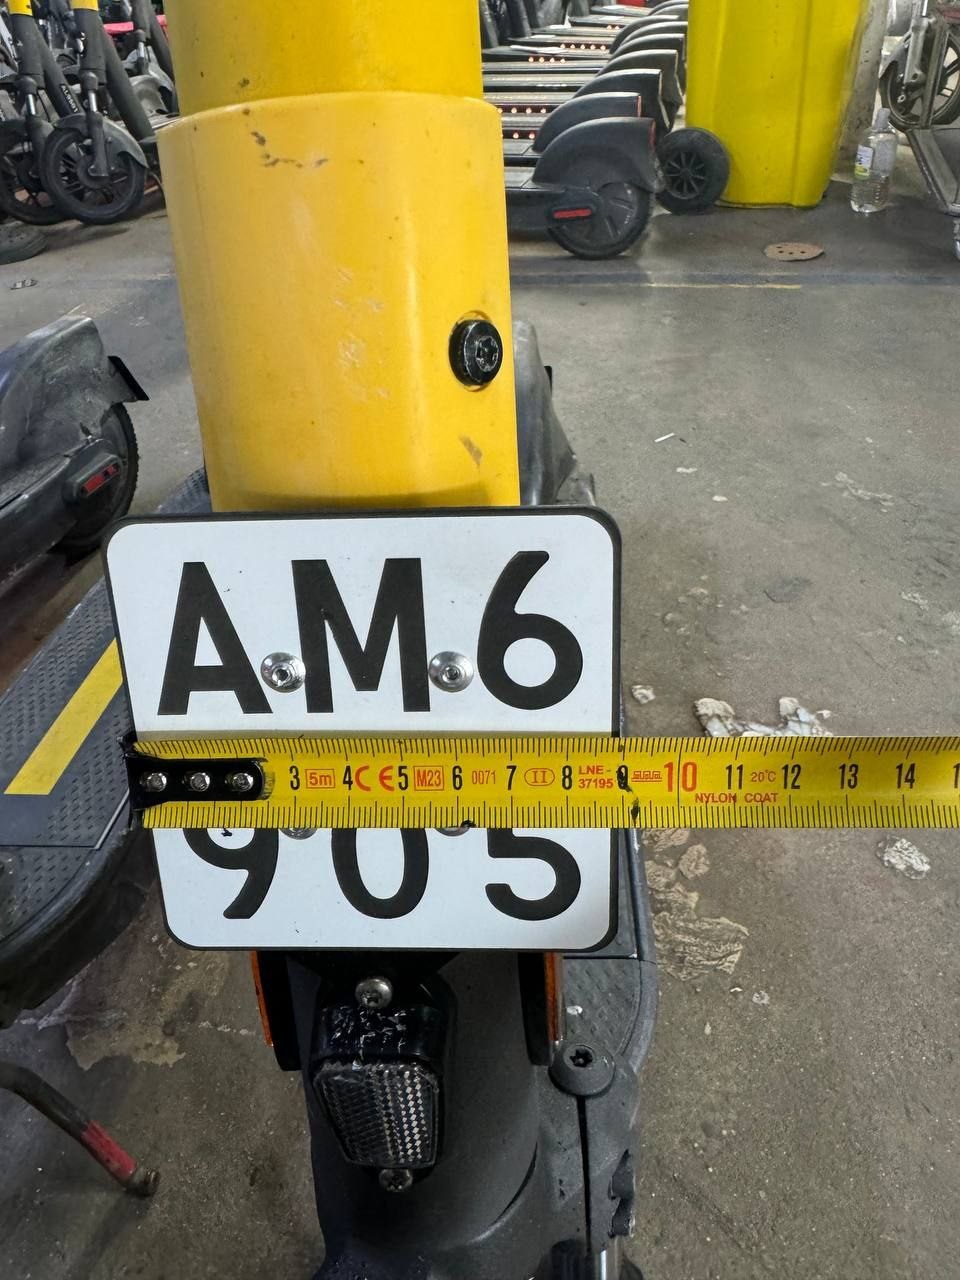 AM6
3 5m 4 CE 5 M23 6 0071 7 II 8 LNE- 37195 9 10 11 20°C 12 13 14
NYLON COAT
905